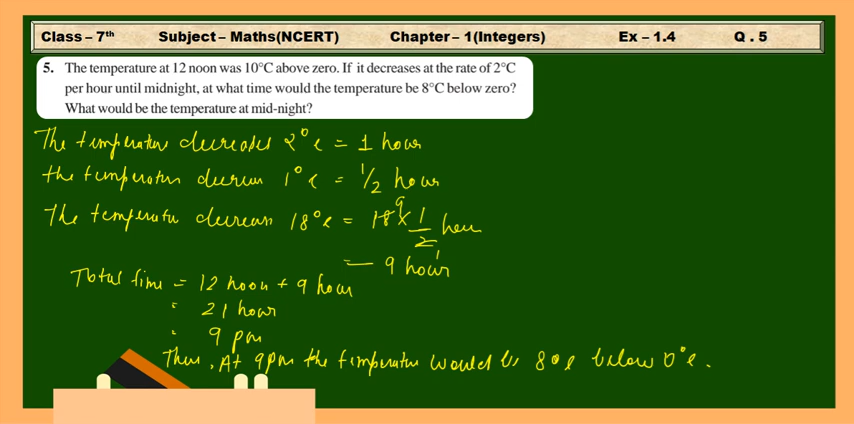 Class – 7th Subject – Maths(NCERT) Chapter – 1(Integers) Ex – 1.4 Q . 5
5. The temperature at 12 noon was 10°C above zero. If it decreases at the rate of 2°C
per hour until midnight, at what time would the temperature be 8°C below zero?
What would be the temperature at mid-night?
The temperature decreases 2°C = 1 hour
the temperature decreases 1°C = 1/2 hour
The temperature decreases 18°C = 18 9 × 1/2 hour
= 9 hour
Total time = 12 noon + 9 hour
= 21 hour
= 9 pm
Thus, At 9pm the temperature would be 8°C below 0°C.